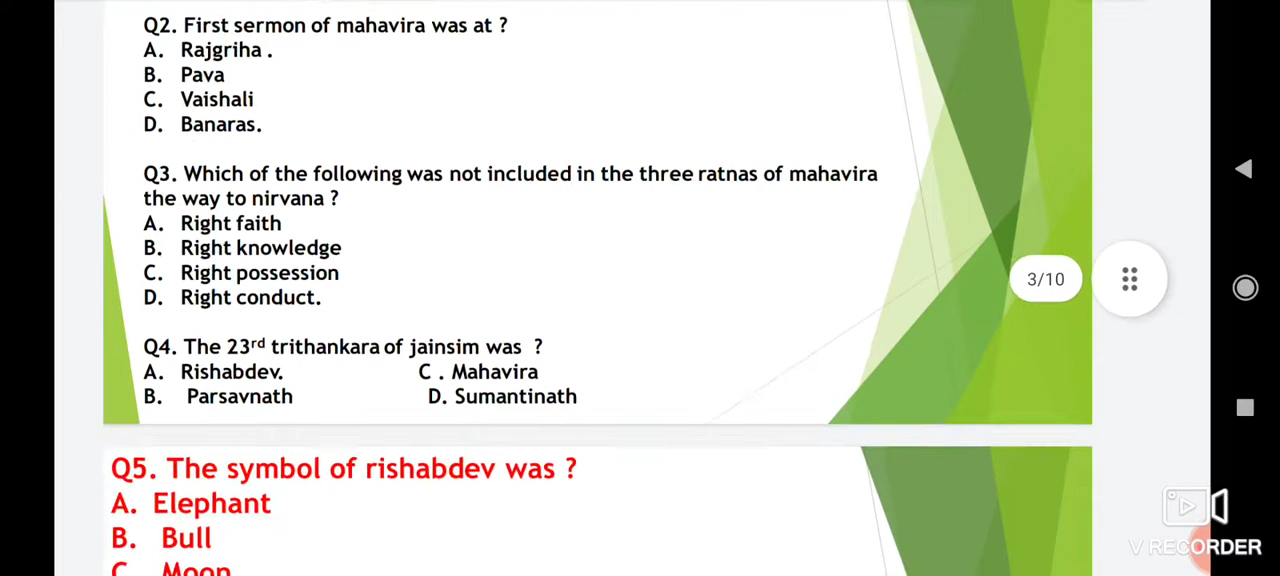 Q2. First sermon of mahavira was at ?
A. Rajgriha .
B. Pava
C. Vaishali
D. Banaras.
Q3. Which of the following was not included in the three ratnas of mahavira
the way to nirvana ?
A. Right faith
B. Right knowledge
C. Right possession
D. Right conduct.
Q4. The 23rd trithankara of jainsim was ?
A. Rishabdev. C . Mahavira
B. Parsavnath D. Sumantinath
3/10
Q5. The symbol of rishabdev was ?
A. Elephant
B. Bull
C. Moon
V RECORDER